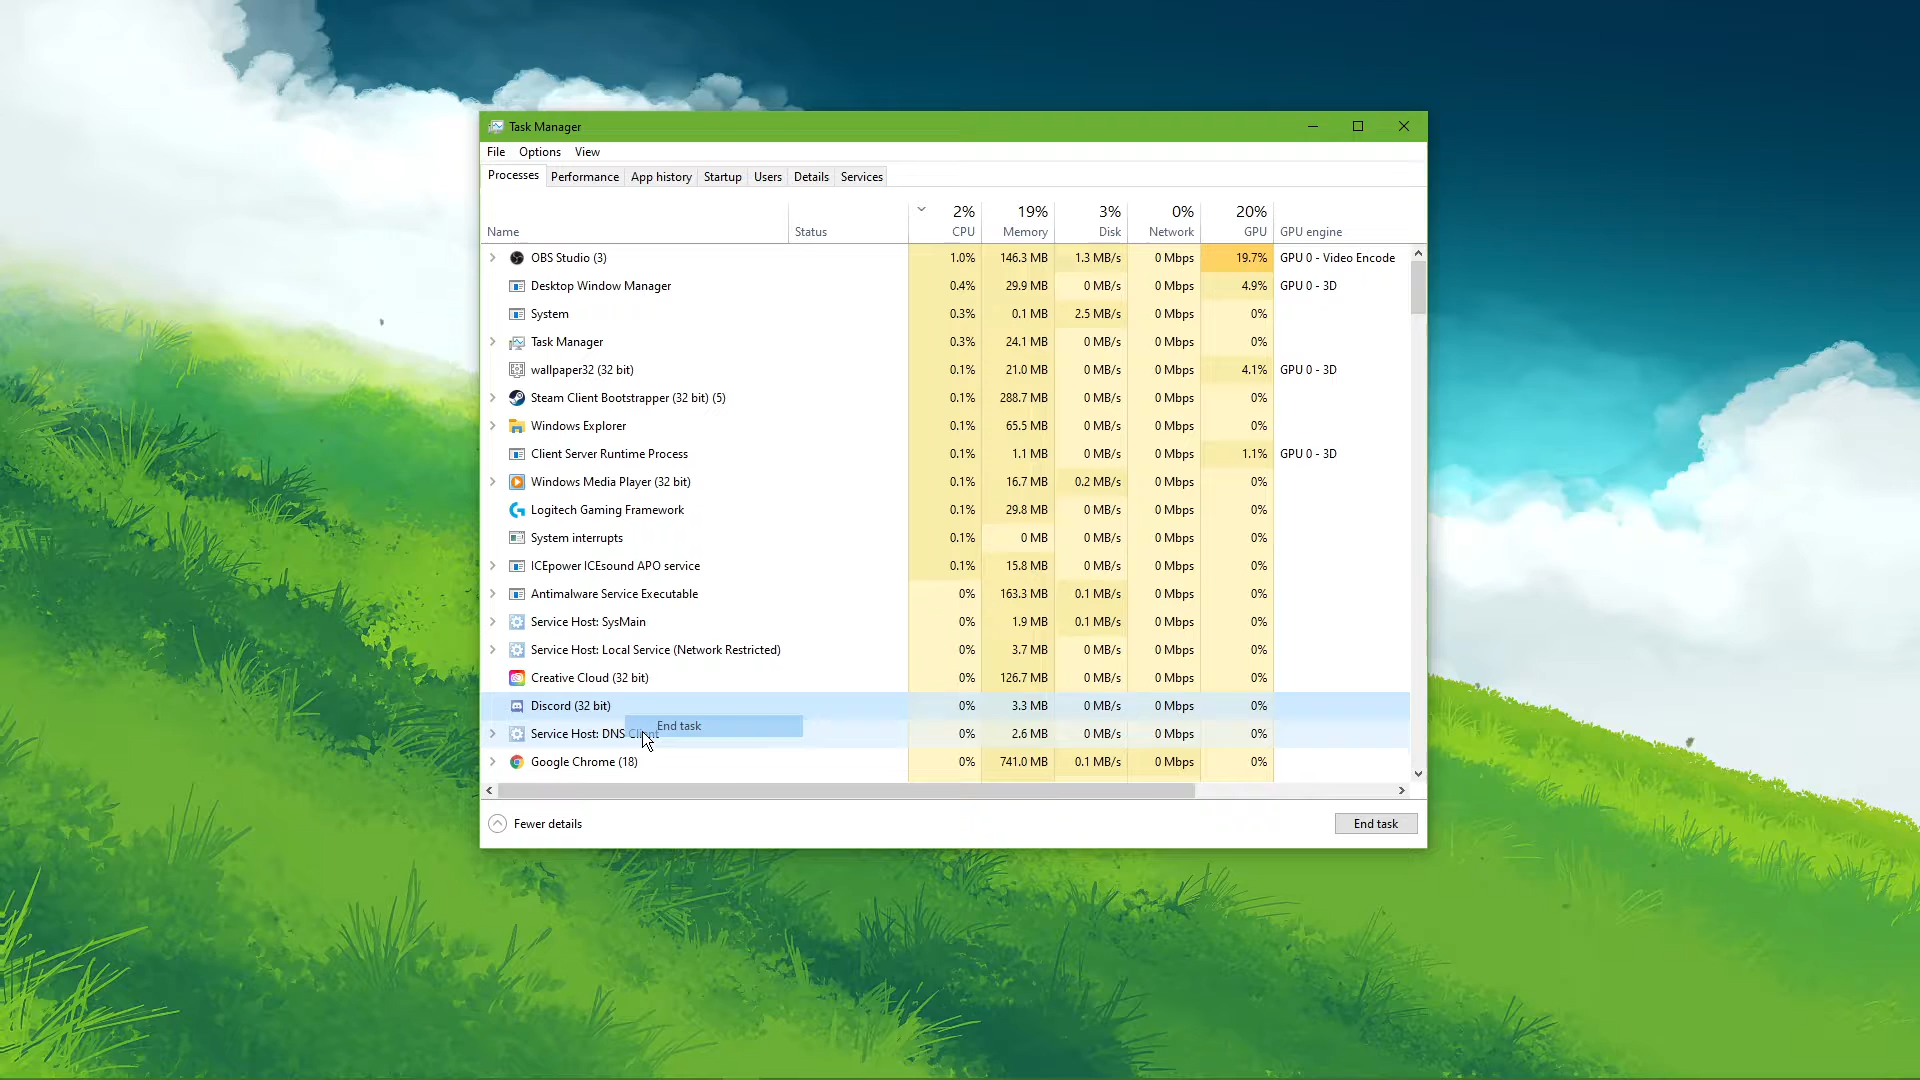 Task Manager
File Options View
Processes Performance App history Startup Users Details Services
2% 19% 3% 0% 20%
Name Status CPU Memory Disk Network GPU GPU engine
OBS Studio (3) 1.0% 146.3 MB 1.3 MB/s 0 Mbps 19.7% GPU 0 - Video Encode
Desktop Window Manager 0.4% 29.9 MB 0 MB/s 0 Mbps 4.9% GPU 0 - 3D
System 0.3% 0.1 MB 2.5 MB/s 0 Mbps 0%
Task Manager 0.3% 24.1 MB 0 MB/s 0 Mbps 0%
wallpaper32 (32 bit) 0.1% 21.0 MB 0 MB/s 0 Mbps 4.1% GPU 0 - 3D
Steam Client Bootstrapper (32 bit) (5) 0.1% 288.7 MB 0 MB/s 0 Mbps 0%
Windows Explorer 0.1% 65.5 MB 0 MB/s 0 Mbps 0%
Client Server Runtime Process 0.1% 1.1 MB 0 MB/s 0 Mbps 1.1% GPU 0 - 3D
Windows Media Player (32 bit) 0.1% 16.7 MB 0.2 MB/s 0 Mbps 0%
Logitech Gaming Framework 0.1% 29.8 MB 0 MB/s 0 Mbps 0%
System interrupts 0.1% 0 MB 0 MB/s 0 Mbps 0%
ICEpower ICEsound APO service 0.1% 15.8 MB 0 MB/s 0 Mbps 0%
Antimalware Service Executable 0% 163.3 MB 0.1 MB/s 0 Mbps 0%
Service Host: SysMain 0% 1.9 MB 0.1 MB/s 0 Mbps 0%
Service Host: Local Service (Network Restricted) 0% 3.7 MB 0 MB/s 0 Mbps 0%
Creative Cloud (32 bit) 0% 126.7 MB 0 MB/s 0 Mbps 0%
Discord (32 bit) 0% 3.3 MB 0 MB/s 0 Mbps 0%
End task
Service Host: DNS Client 0% 2.6 MB 0 MB/s 0 Mbps 0%
Google Chrome (18) 0% 741.0 MB 0.1 MB/s 0 Mbps 0%
Fewer details End task